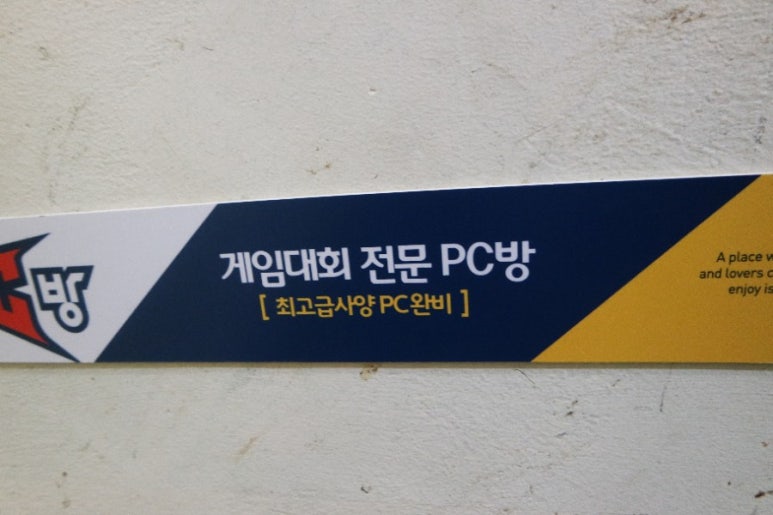 방
게임대회 전문 PC방
[ 최고급사양 PC완비 ]
A place
and lovers
enjoy is